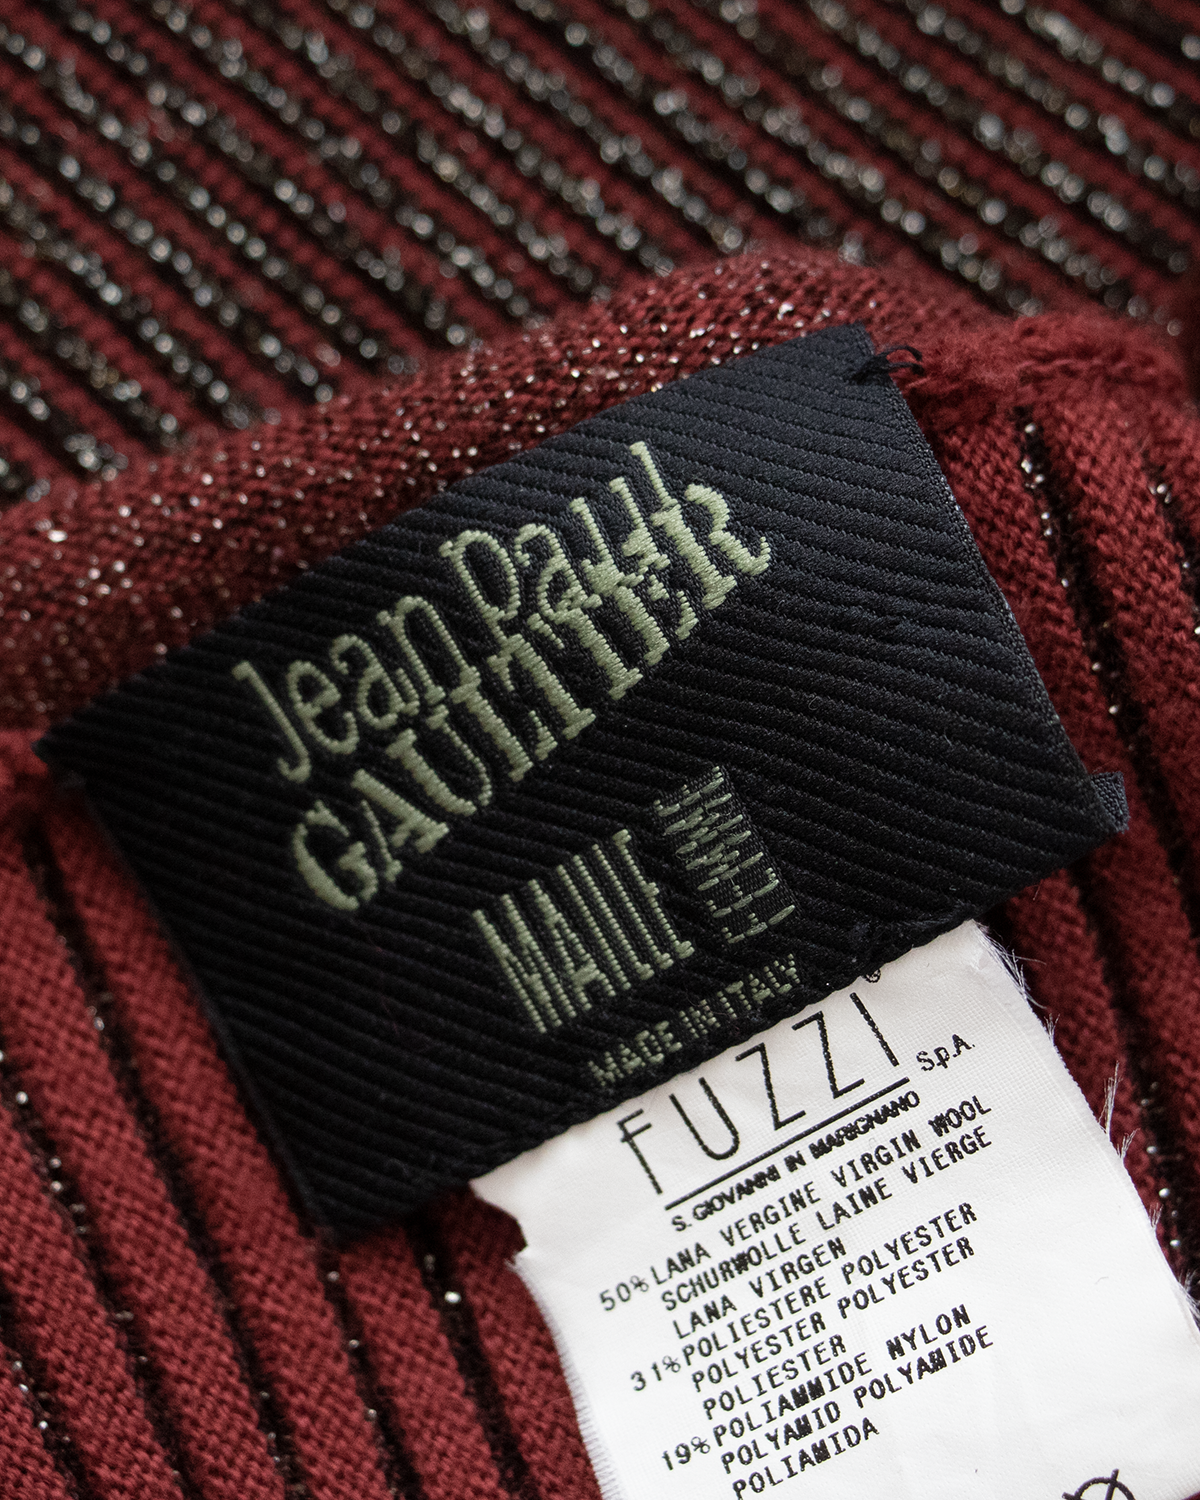 Jean Paul
GAULTIER
MAILLE
MADE IN ITALY
FUZZI S.p.A.
S. GIOVANNI IN MARIGNANO
50% LANA VERGINE VIRGIN WOOL
SCHURWOLLE LAINE VIERGE
LANA VIRGEN
31% POLIESTERE POLYESTER
POLYESTER POLYESTER
POLIESTER
19% POLIAMMIDE NYLON
POLYAMID POLYAMIDE
POLIAMIDA